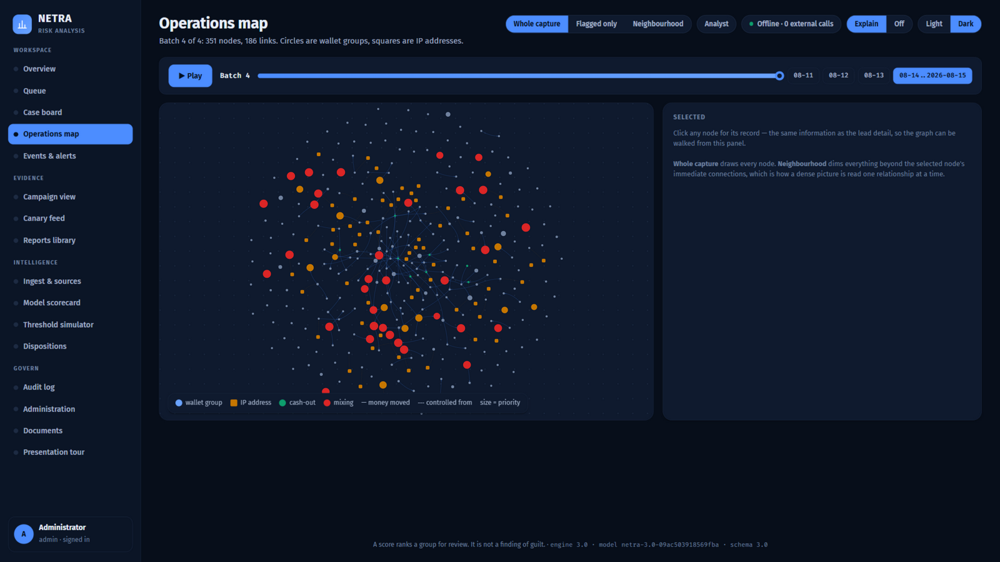 NETRA
RISK ANALYSIS
WORKSPACE
Overview
Queue
Case board
Operations map
Events & alerts
EVIDENCE
Campaign view
Canary feed
Reports library
INTELLIGENCE
Ingest & sources
Model scorecard
Threshold simulator
Dispositions
GOVERN
Audit log
Administration
Documents
Presentation tour
A
Administrator
admin · signed in
Operations map
Batch 4 of 4: 351 nodes, 186 links. Circles are wallet groups, squares are IP addresses.
Whole capture Flagged only Neighbourhood Analyst Offline · 0 external calls Explain Off Light Dark
▶ Play Batch 4 08-11 08-12 08-13 08-14..2026-08-15
wallet group IP address cash-out mixing — money moved --- controlled from size = priority
SELECTED
Click any node for its record — the same information as the lead detail, so the graph can be
walked from this panel.
Whole capture draws every node. Neighbourhood dims everything beyond the selected node's
immediate connections, which is how a dense picture is read one relationship at a time.
A score ranks a group for review. It is not a finding of guilt. · engine 3.0 · model netra-3.0-09ac503918569fba · schema 3.0